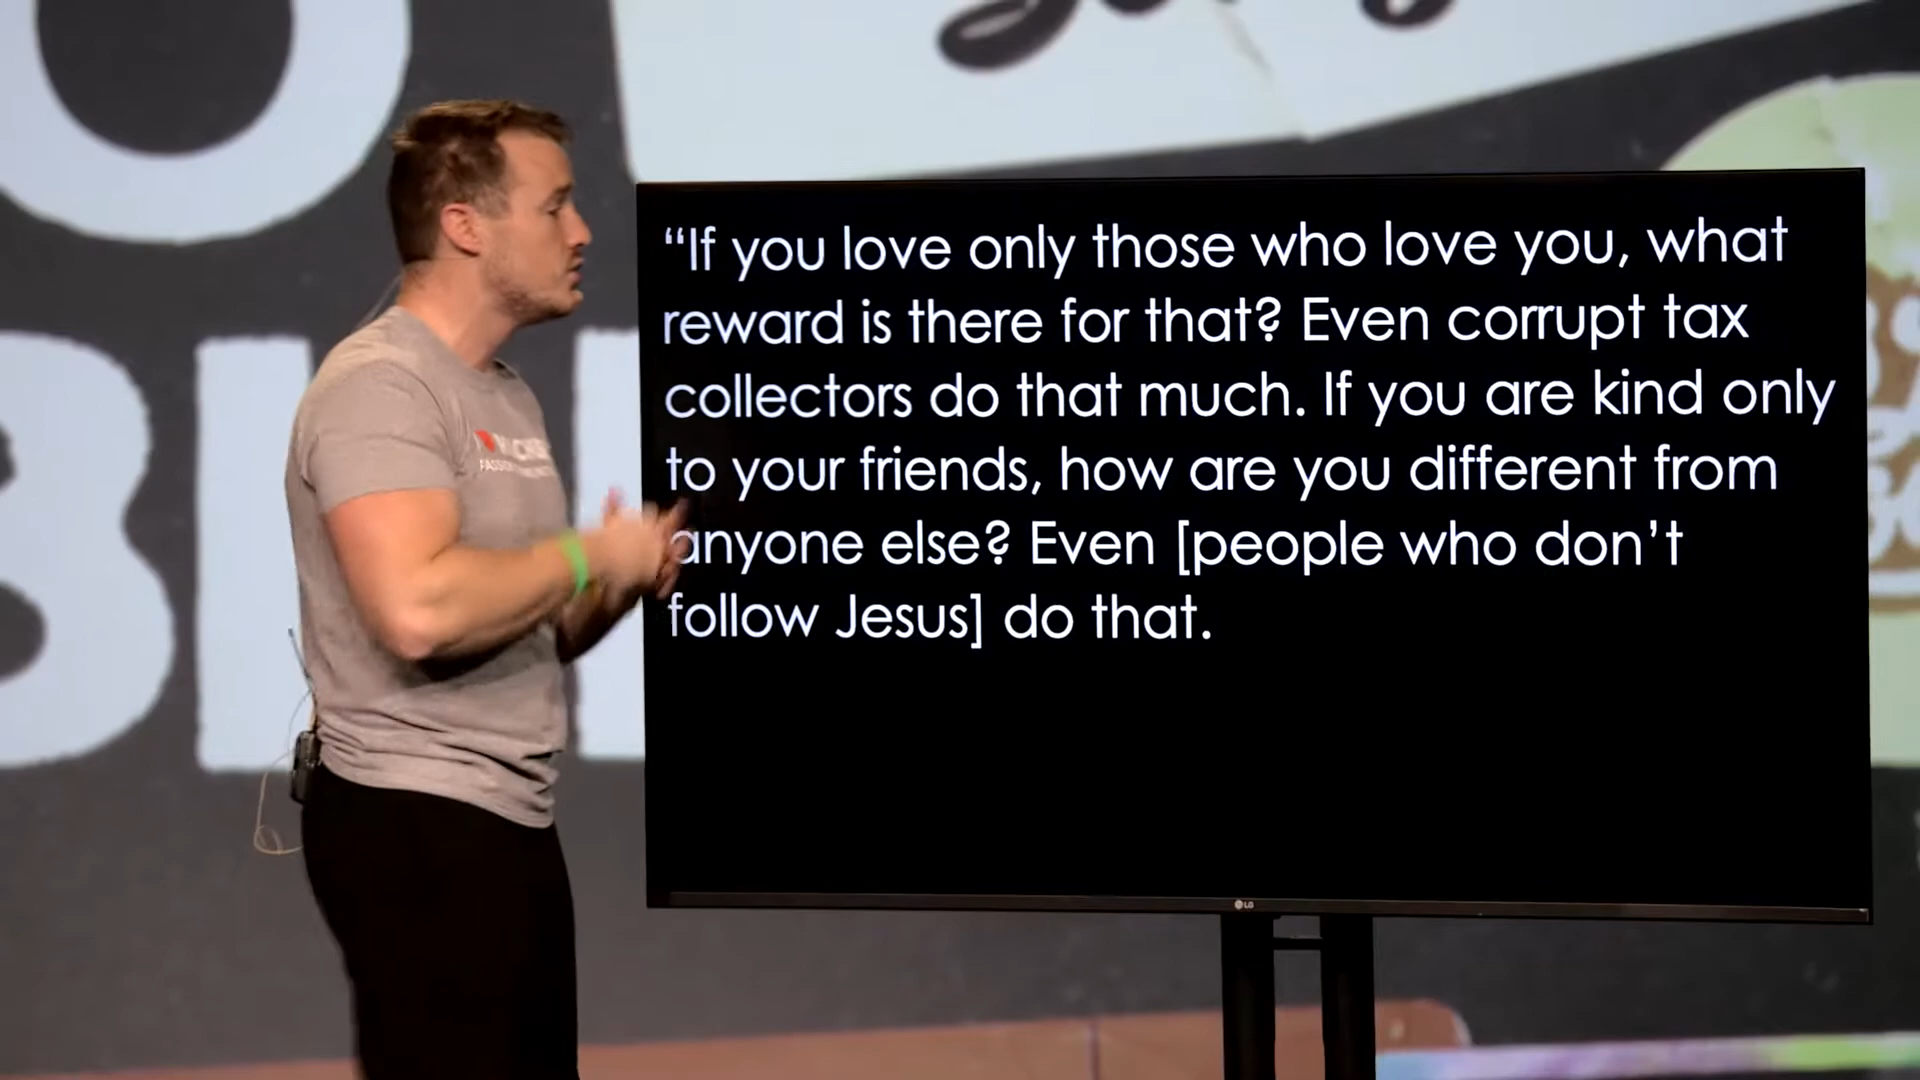 “If you love only those who love you, what
reward is there for that? Even corrupt tax
collectors do that much. If you are kind only
to your friends, how are you different from
anyone else? Even [people who don’t
follow Jesus] do that.
LG